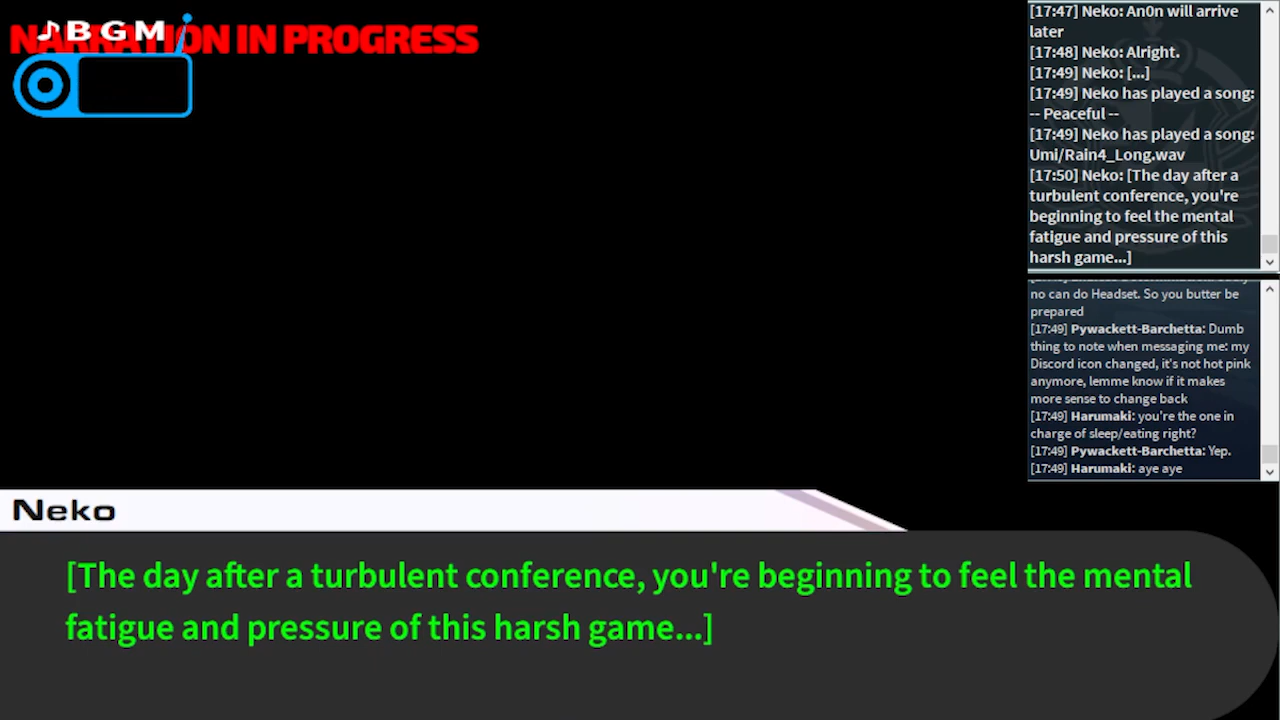 NARRATION IN PROGRESS
♪BGM
[17:47] Neko: An0n will arrive
later
[17:48] Neko: Alright.
[17:49] Neko: [...]
[17:49] Neko has played a song:
-- Peaceful --
[17:49] Neko has played a song:
Umi/Rain4_Long.wav
[17:50] Neko: [The day after a
turbulent conference, you're
beginning to feel the mental
fatigue and pressure of this
harsh game...]
no can do Headset. So you butter be
prepared
[17:49] Pywackett-Barchetta: Dumb
thing to note when messaging me: my
Discord icon changed, it's not hot pink
anymore, lemme know if it makes
more sense to change back
[17:49] Harumaki: you're the one in
charge of sleep/eating right?
[17:49] Pywackett-Barchetta: Yep.
[17:49] Harumaki: aye aye
Neko
[The day after a turbulent conference, you're beginning to feel the mental
fatigue and pressure of this harsh game...]